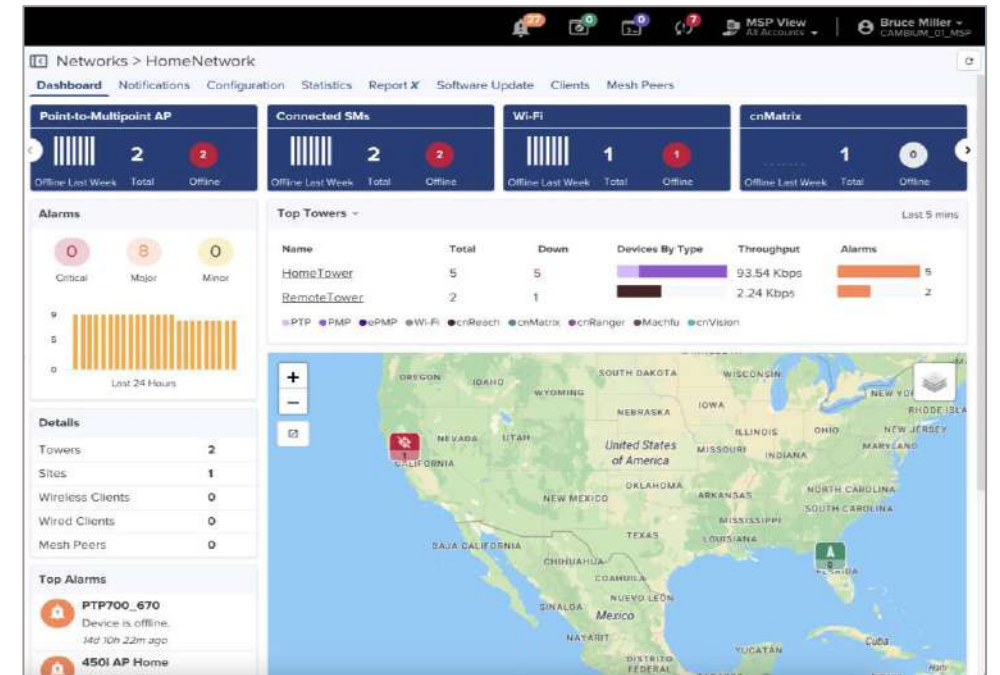 27 0 0 7 MSP View All Accounts Bruce Miller CAMBIUM_01_MSP
Networks > HomeNetwork
Dashboard Notifications Configuration Statistics Report X Software Update Clients Mesh Peers
Point-to-Multipoint AP
2 2
Offline Last Week Total Offline
Connected SMs
2 2
Offline Last Week Total Offline
Wi-Fi
1 1
Offline Last Week Total Offline
cnMatrix
1 0
Offline Last Week Total Offline
Alarms
0 8 0
Critical Major Minor
9
5
0
Last 24 Hours
Top Towers Last 5 mins
Name Total Down Devices By Type Throughput Alarms
HomeTower 5 5 93.54 Kbps 5
RemoteTower 2 1 2.24 Kbps 2
PTP PMP ePMP Wi-Fi cnReach cnMatrix cnRanger Machfu cnVision
Details
Towers 2
Sites 1
Wireless Clients 0
Wired Clients 0
Mesh Peers 0
Top Alarms
PTP700_670
Device is offline.
14d 10h 22m ago
450i AP Home
+
−
OREGON
IDAHO
SOUTH DAKOTA
WISCONSIN
WYOMING
NEW YO
IOWA
NEBRASKA
RHODE ISLA
ILLINOIS
OHIO
NEW JERSEY
NEVADA
UTAH
United States
of America
MISSOURI
INDIANA
MARYLAND
1
CALIFORNIA
OKLAHOMA
ARKANSAS
NORTH CAROLINA
NEW MEXICO
SOUTH CAROLINA
MISSISSIPPI
TEXAS
LOUISIANA
BAJA CALIFORNIA
CHIHUAHUA
0
FLORIDA
COAHUILA
NUEVO LEÓN
SINALOA
Mexico
NAYARIT
YUCATÁN
Cuba
DISTRITO
FEDERAL
Haiti